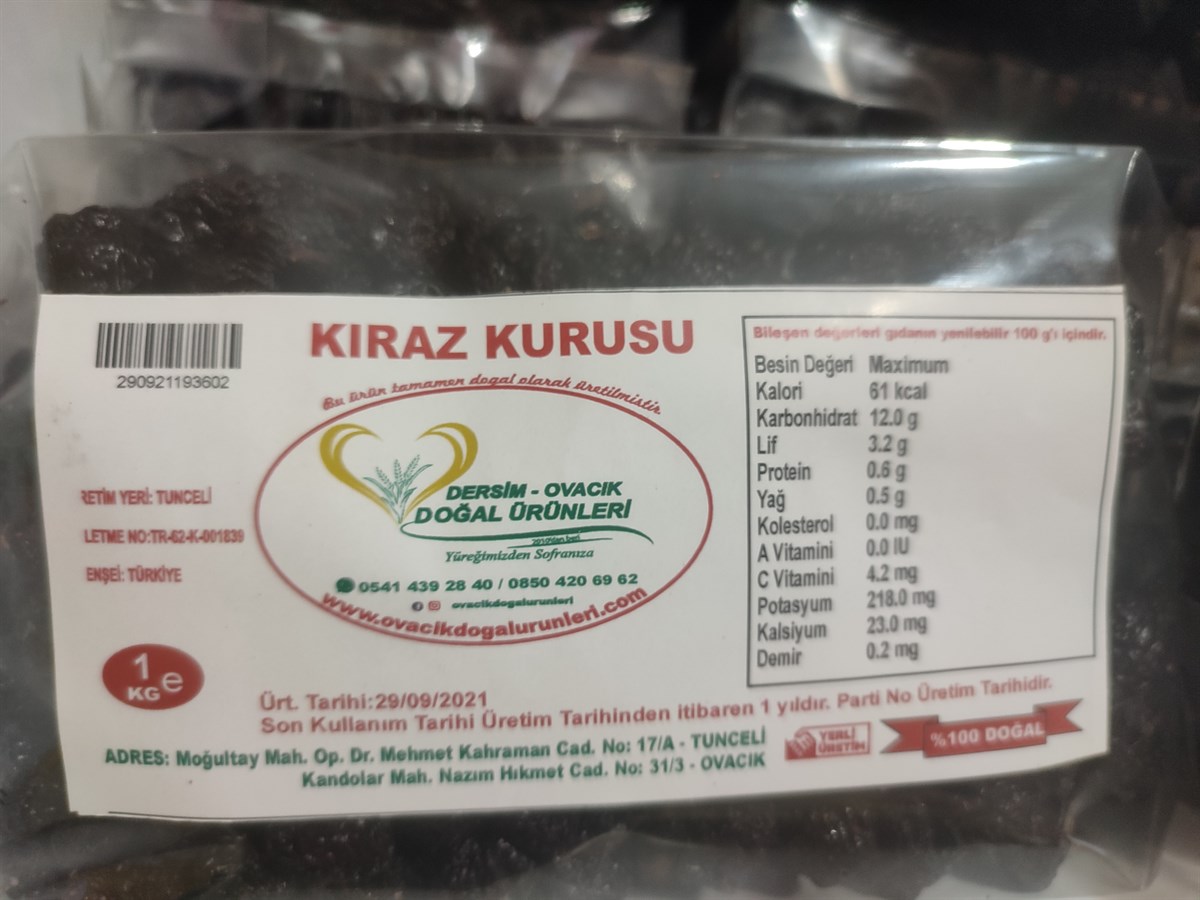 KIRAZ KURUSU
290921193602
Bu ürün tamamen doğal olarak üretilmiştir
DERSİM - OVACIK
DOĞAL ÜRÜNLERİ
Yüreğimizden Sofranıza
0541 439 28 40 / 0850 420 69 62
ovacikdogalurunleri
www.ovacikdogalurunleri.com
RETİM YERİ: TUNCELİ
LETME NO:TR-62-K-001839
ENŞEİ: TÜRKİYE
1
KG e
Bileşen değerleri gıdanın yenilebilir 100 g'ı içindir.
Besin Değeri Maximum
Kalori 61 kcal
Karbonhidrat 12.0 g
Lif 3.2 g
Protein 0.6 g
Yağ 0.5 g
Kolesterol 0.0 mg
A Vitamini 0.0 IU
C Vitamini 4.2 mg
Potasyum 218.0 mg
Kalsiyum 23.0 mg
Demir 0.2 mg
Ürt. Tarihi:29/09/2021
Son Kullanım Tarihi Üretim Tarihinden itibaren 1 yıldır. Parti No Üretim Tarihidir.
ADRES: Moğultay Mah. Op. Dr. Mehmet Kahraman Cad. No: 17/A - TUNCELİ
Kandolar Mah. Nazım Hıkmet Cad. No: 31/3 - OVACIK
YERLİ
ÜRETİM
%100 DOĞAL